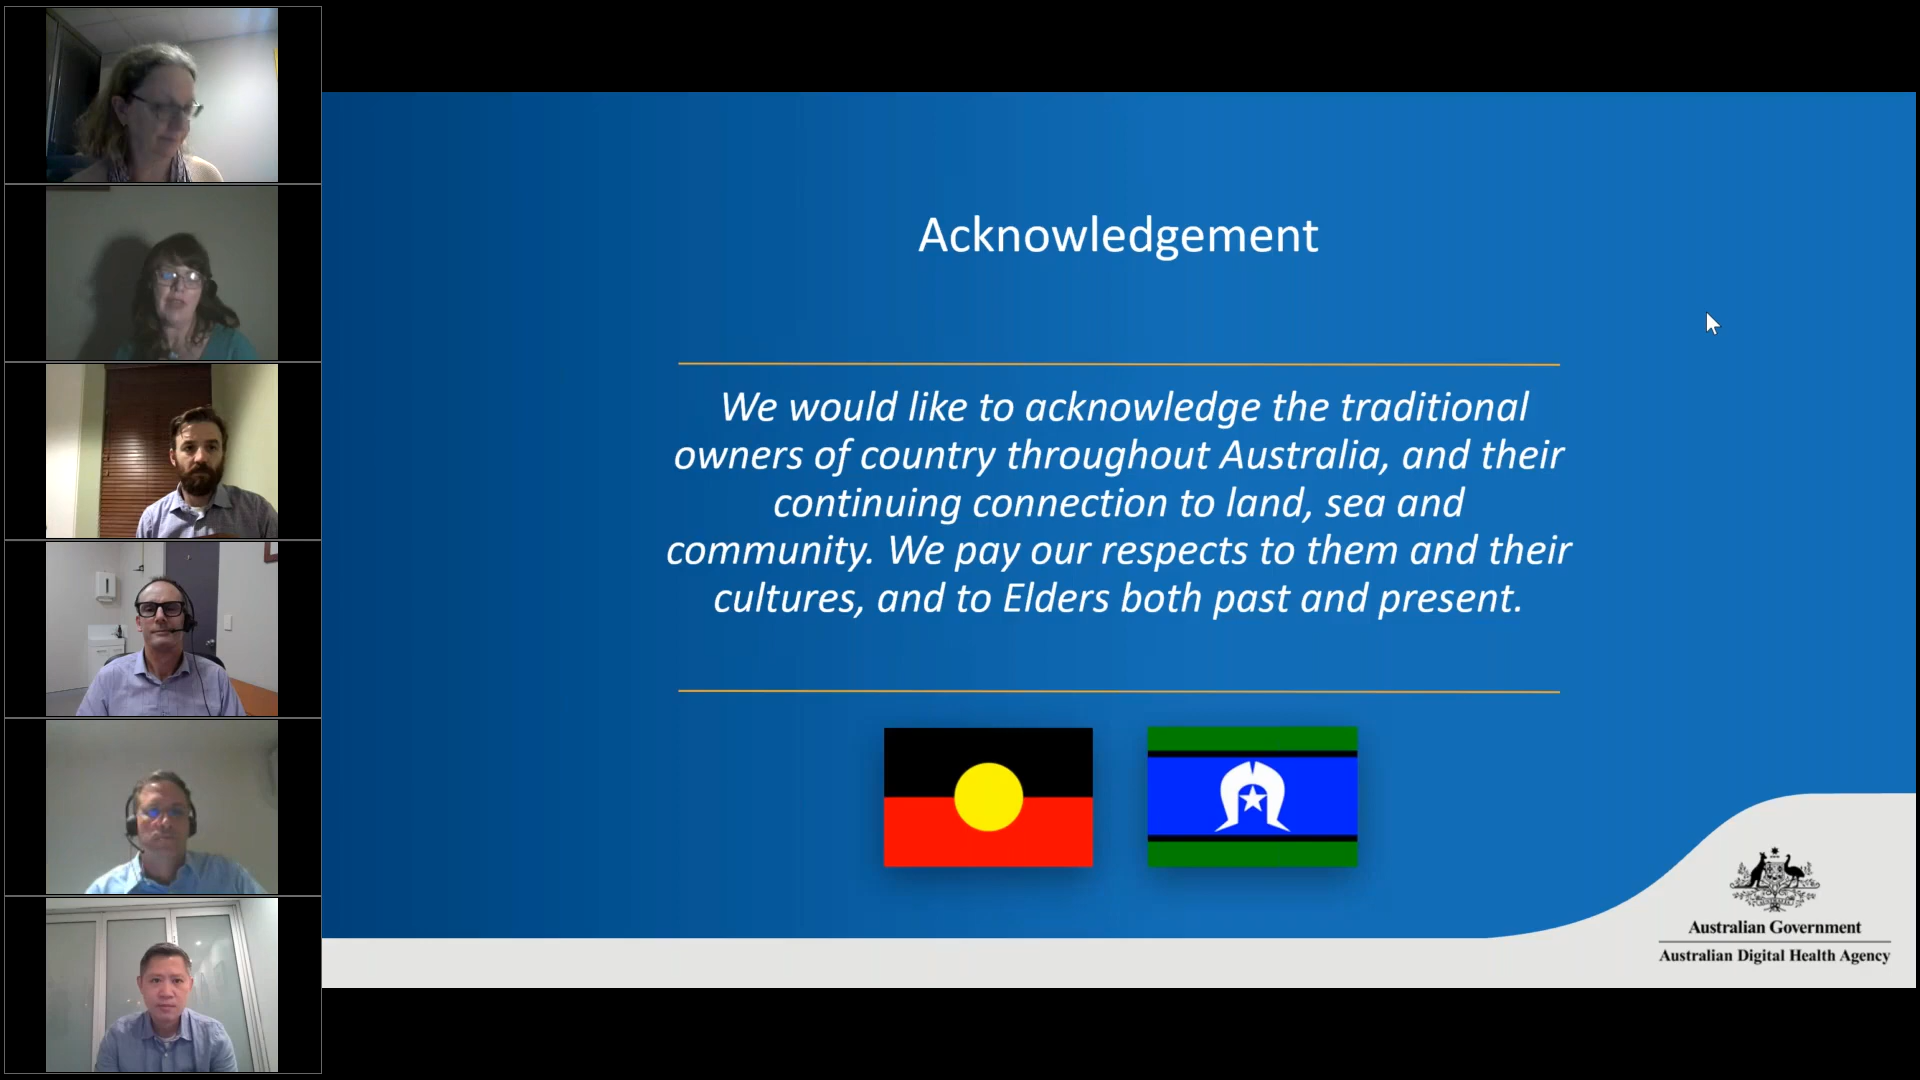 Acknowledgement
We would like to acknowledge the traditional
owners of country throughout Australia, and their
continuing connection to land, sea and
community. We pay our respects to them and their
cultures, and to Elders both past and present.
Australian Government
Australian Digital Health Agency